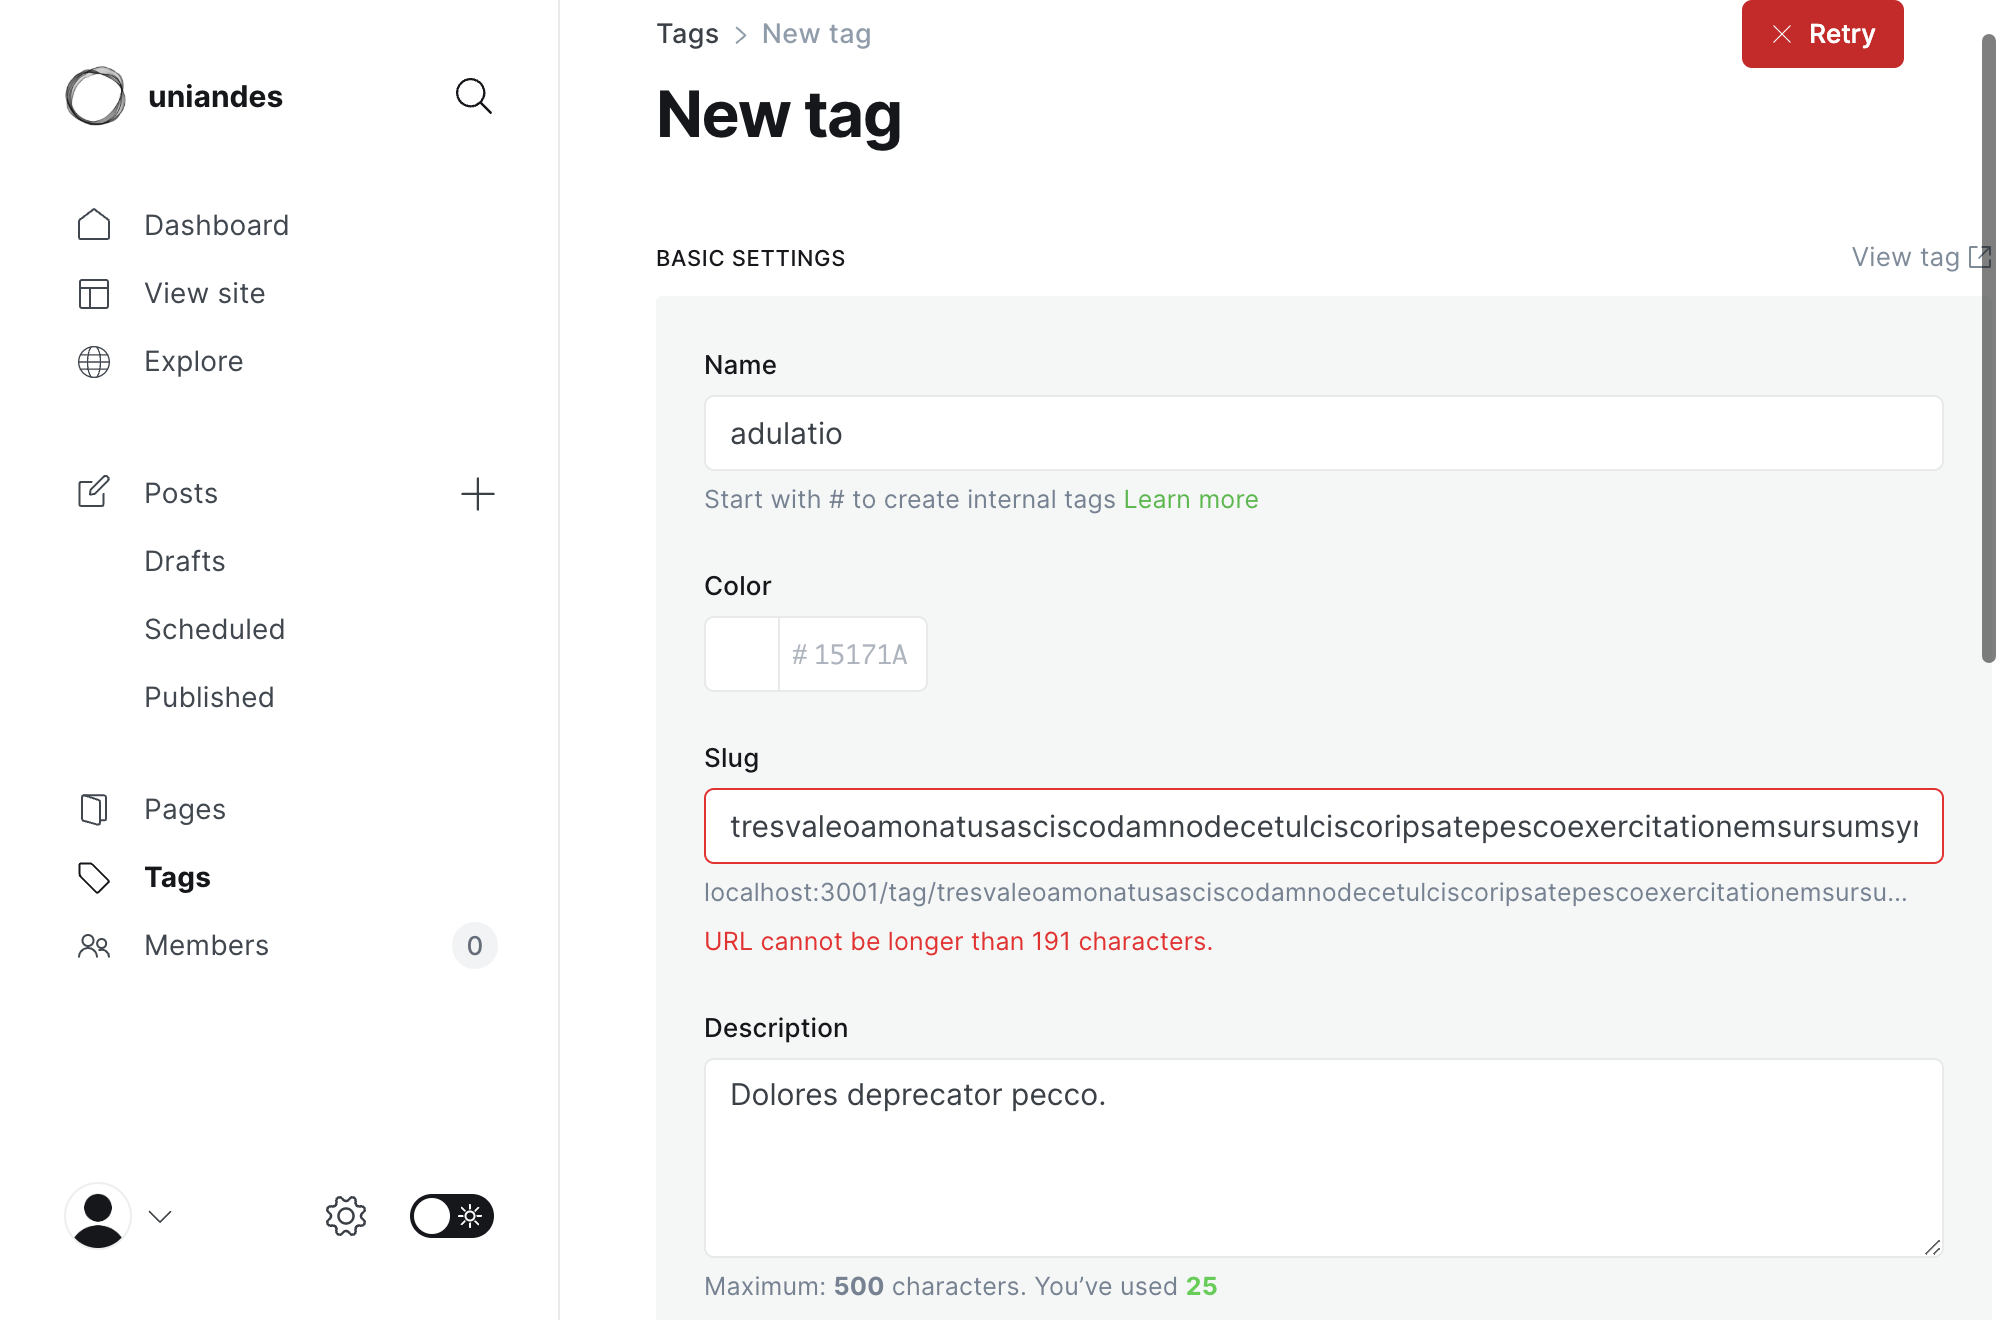 uniandes
Dashboard
View site
Explore
Posts
Drafts
Scheduled
Published
Pages
Tags
Members
0
Tags > New tag
Retry
New tag
BASIC SETTINGS
View tag
Name
adulatio
Start with # to create internal tags Learn more
Color
# 15171A
Slug
tresvaleoamonatusasciscodamnodecetulciscoripsatepescoexercitationemsursumsyn
localhost:3001/tag/tresvaleoamonatusasciscodamnodecetulciscoripsatepescoexercitationemsursu...
URL cannot be longer than 191 characters.
Description
Dolores deprecator pecco.
Maximum: 500 characters. You’ve used 25